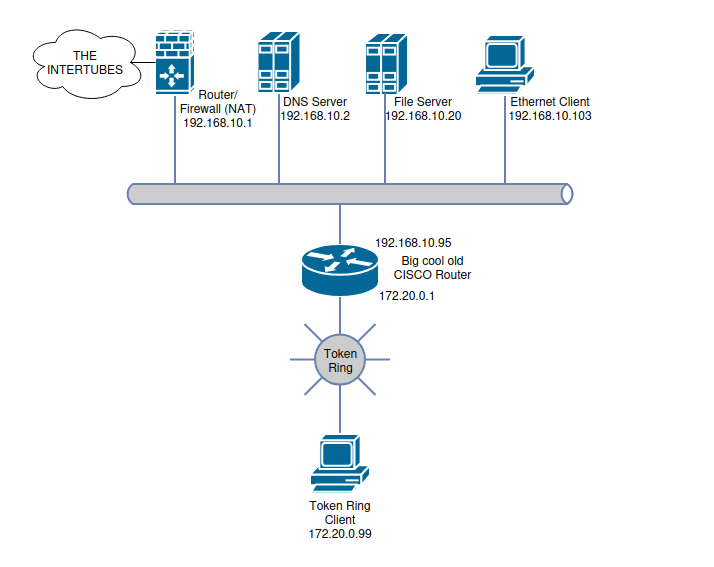 THE
INTERTUBES
Router/
Firewall (NAT)
192.168.10.1
DNS Server
192.168.10.2
File Server
192.168.10.20
Ethernet Client
192.168.10.103
192.168.10.95
Big cool old
CISCO Router
172.20.0.1
Token
Ring
Token Ring
Client
172.20.0.99